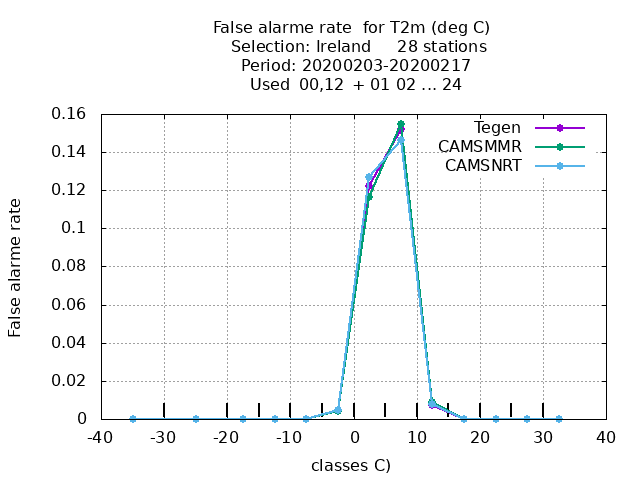 False alarme rate  for T2m (deg C)
Selection: Ireland     28 stations
Period: 20200203-20200217
Used  00,12  + 01 02 ... 24
Tegen
CAMSMMR
CAMSNRT
False alarme rate
0.16
0.14
0.12
0.1
0.08
0.06
0.04
0.02
0
-40
-30
-20
-10
0
10
20
30
40
classes C)